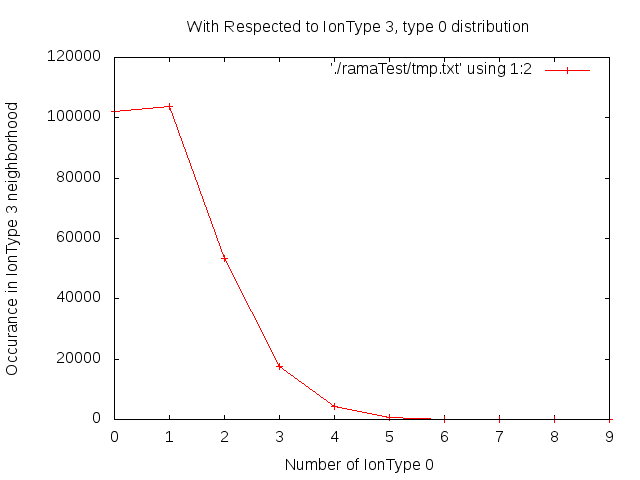 With Respected to IonType 3, type 0 distribution
120000
'./ramaTest/tmp.txt' using 1:2
100000
80000
60000
40000
20000
0
Occurance in IonType 3 neighborhood
0 1 2 3 4 5 6 7 8 9
Number of IonType 0